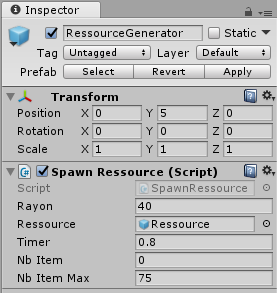 Inspector
RessourceGenerator Static
Tag Untagged Layer Default
Prefab Select Revert Apply
Transform
Position X 0 Y 5 Z 0
Rotation X 0 Y 0 Z 0
Scale X 1 Y 1 Z 1
Spawn Ressource (Script)
Script SpawnRessource
Rayon 40
Ressource Ressource
Timer 0.8
Nb Item 0
Nb Item Max 75